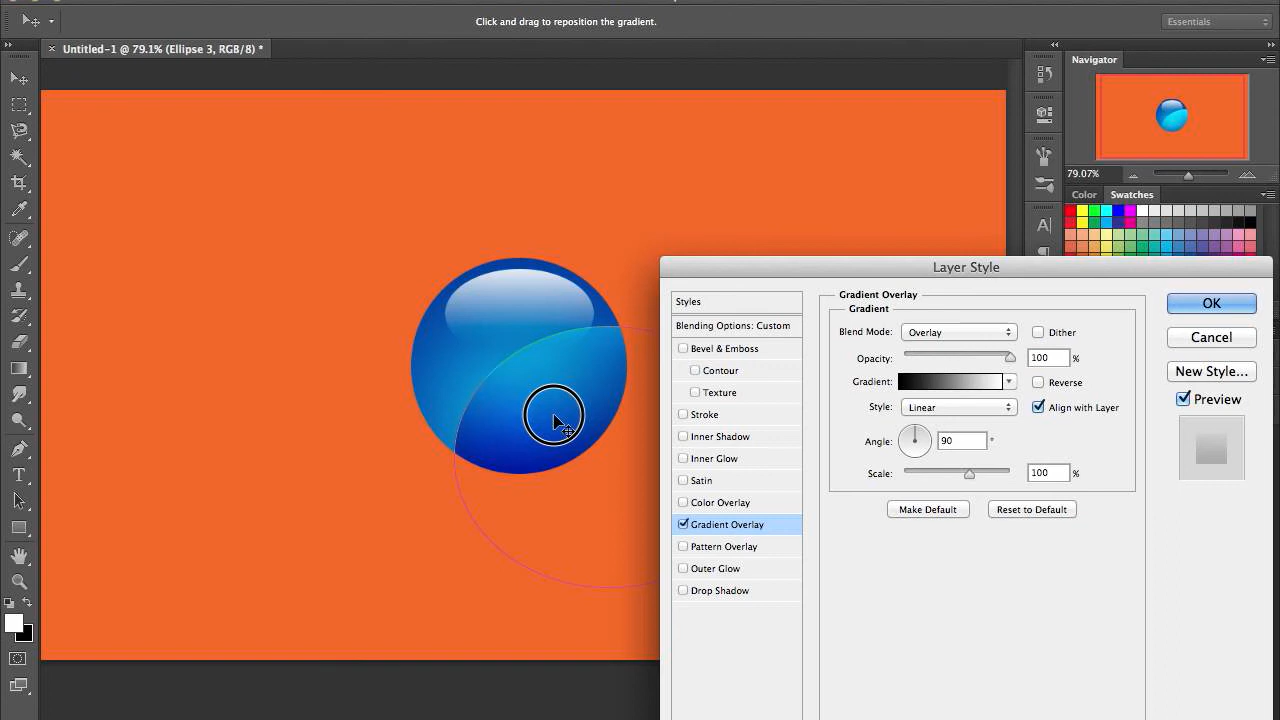 Click and drag to reposition the gradient.
Essentials
Untitled-1 @ 79.1% (Ellipse 3, RGB/8) *
Navigator
79.07%
Color Swatches
Layer Style
Styles
Blending Options: Custom
Bevel & Emboss
Contour
Texture
Stroke
Inner Shadow
Inner Glow
Satin
Color Overlay
Gradient Overlay
Pattern Overlay
Outer Glow
Drop Shadow
Gradient Overlay
Gradient
Blend Mode: Overlay Dither
Opacity: 100 %
Gradient: Reverse
Style: Linear Align with Layer
Angle: 90 °
Scale: 100 %
Make Default Reset to Default
OK
Cancel
New Style...
Preview